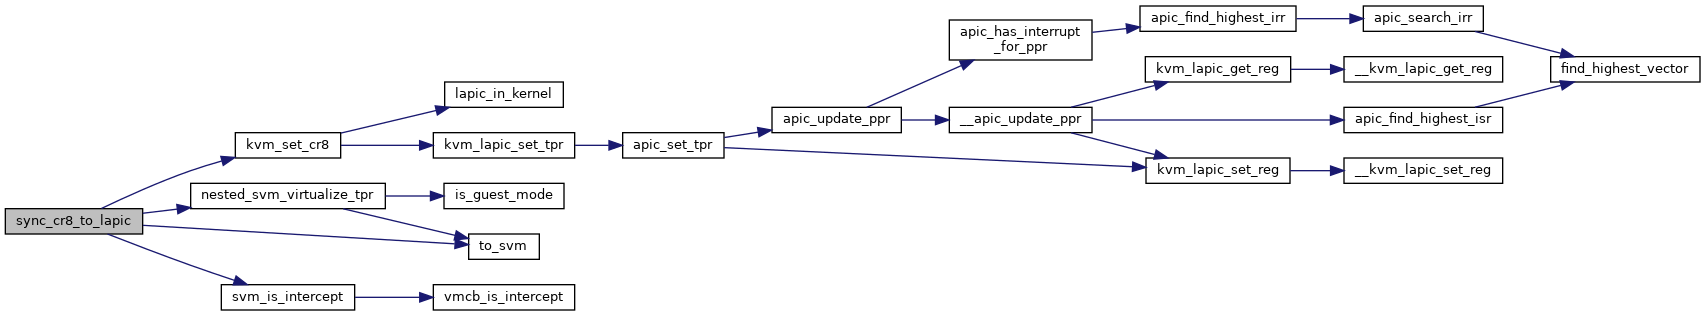 sync_cr8_to_lapic
kvm_set_cr8
nested_svm_virtualize_tpr
svm_is_intercept
lapic_in_kernel
kvm_lapic_set_tpr
is_guest_mode
to_svm
vmcb_is_intercept
apic_set_tpr
apic_update_ppr
apic_has_interrupt
_for_ppr
__apic_update_ppr
apic_find_highest_irr
kvm_lapic_get_reg
kvm_lapic_set_reg
apic_search_irr
__kvm_lapic_get_reg
apic_find_highest_isr
__kvm_lapic_set_reg
find_highest_vector